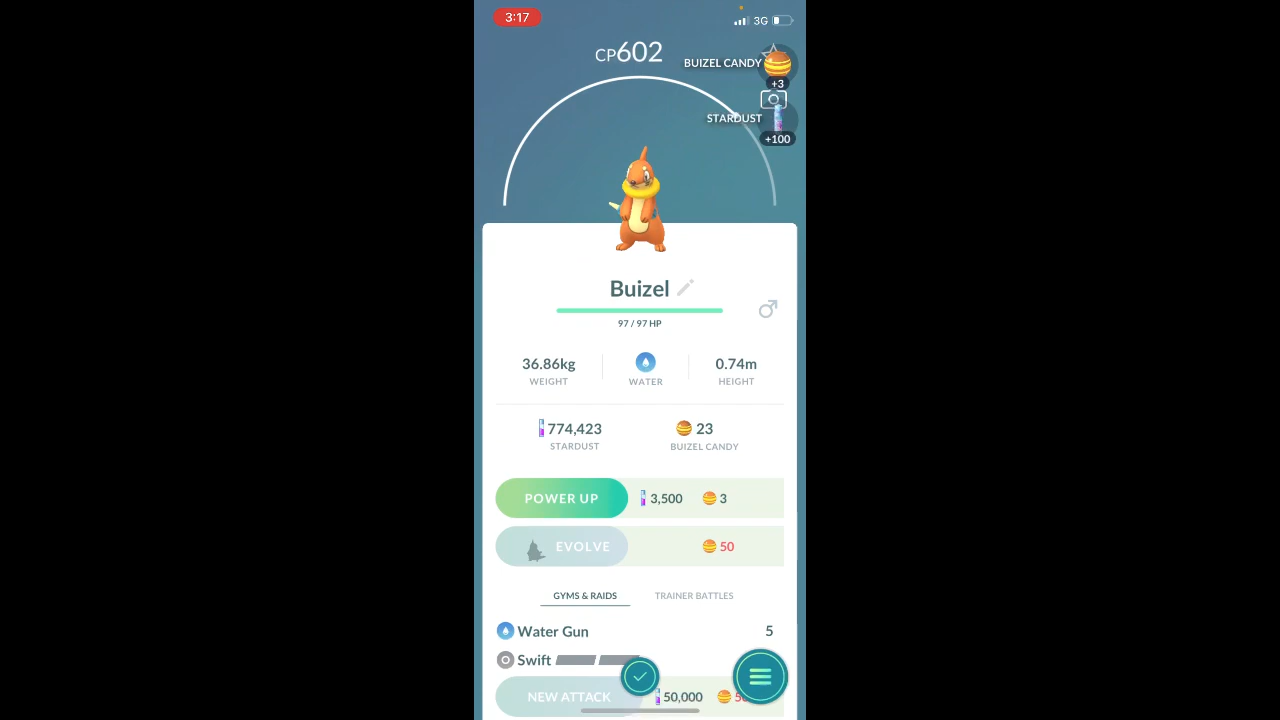 3:17
3G
CP602
BUIZEL CANDY
+3
STARDUST
+100
Buizel
97 / 97 HP
36.86kg
WEIGHT
WATER
0.74m
HEIGHT
774,423
STARDUST
23
BUIZEL CANDY
POWER UP
3,500
3
EVOLVE
50
GYMS & RAIDS
TRAINER BATTLES
Water Gun
5
Swift
NEW ATTACK
50,000